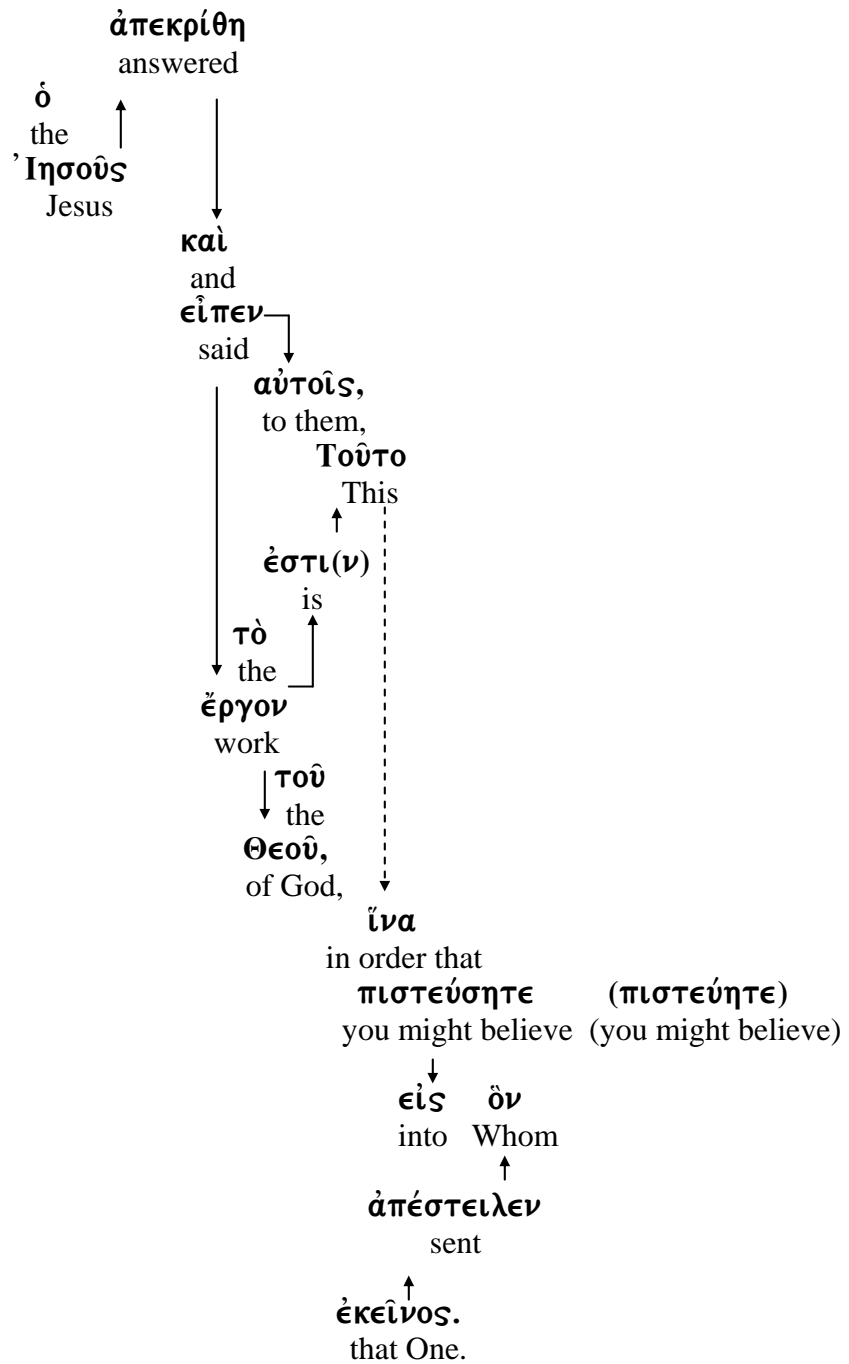 ἀπεκρίθη
answered
ὁ
the
Ἰησοῦς
Jesus
καὶ
and
εἶπεν
said
αὐτοῖς,
to them,
Τοῦτο
This
ἐστι(ν)
is
τὸ
the
ἔργον
work
τοῦ
the
Θεοῦ,
of God,
ἵνα
in order that
πιστεύσητε (πιστεύητε)
you might believe (you might believe)
εἰς ὃν
into Whom
ἀπέστειλεν
sent
ἐκεῖνος.
that One.